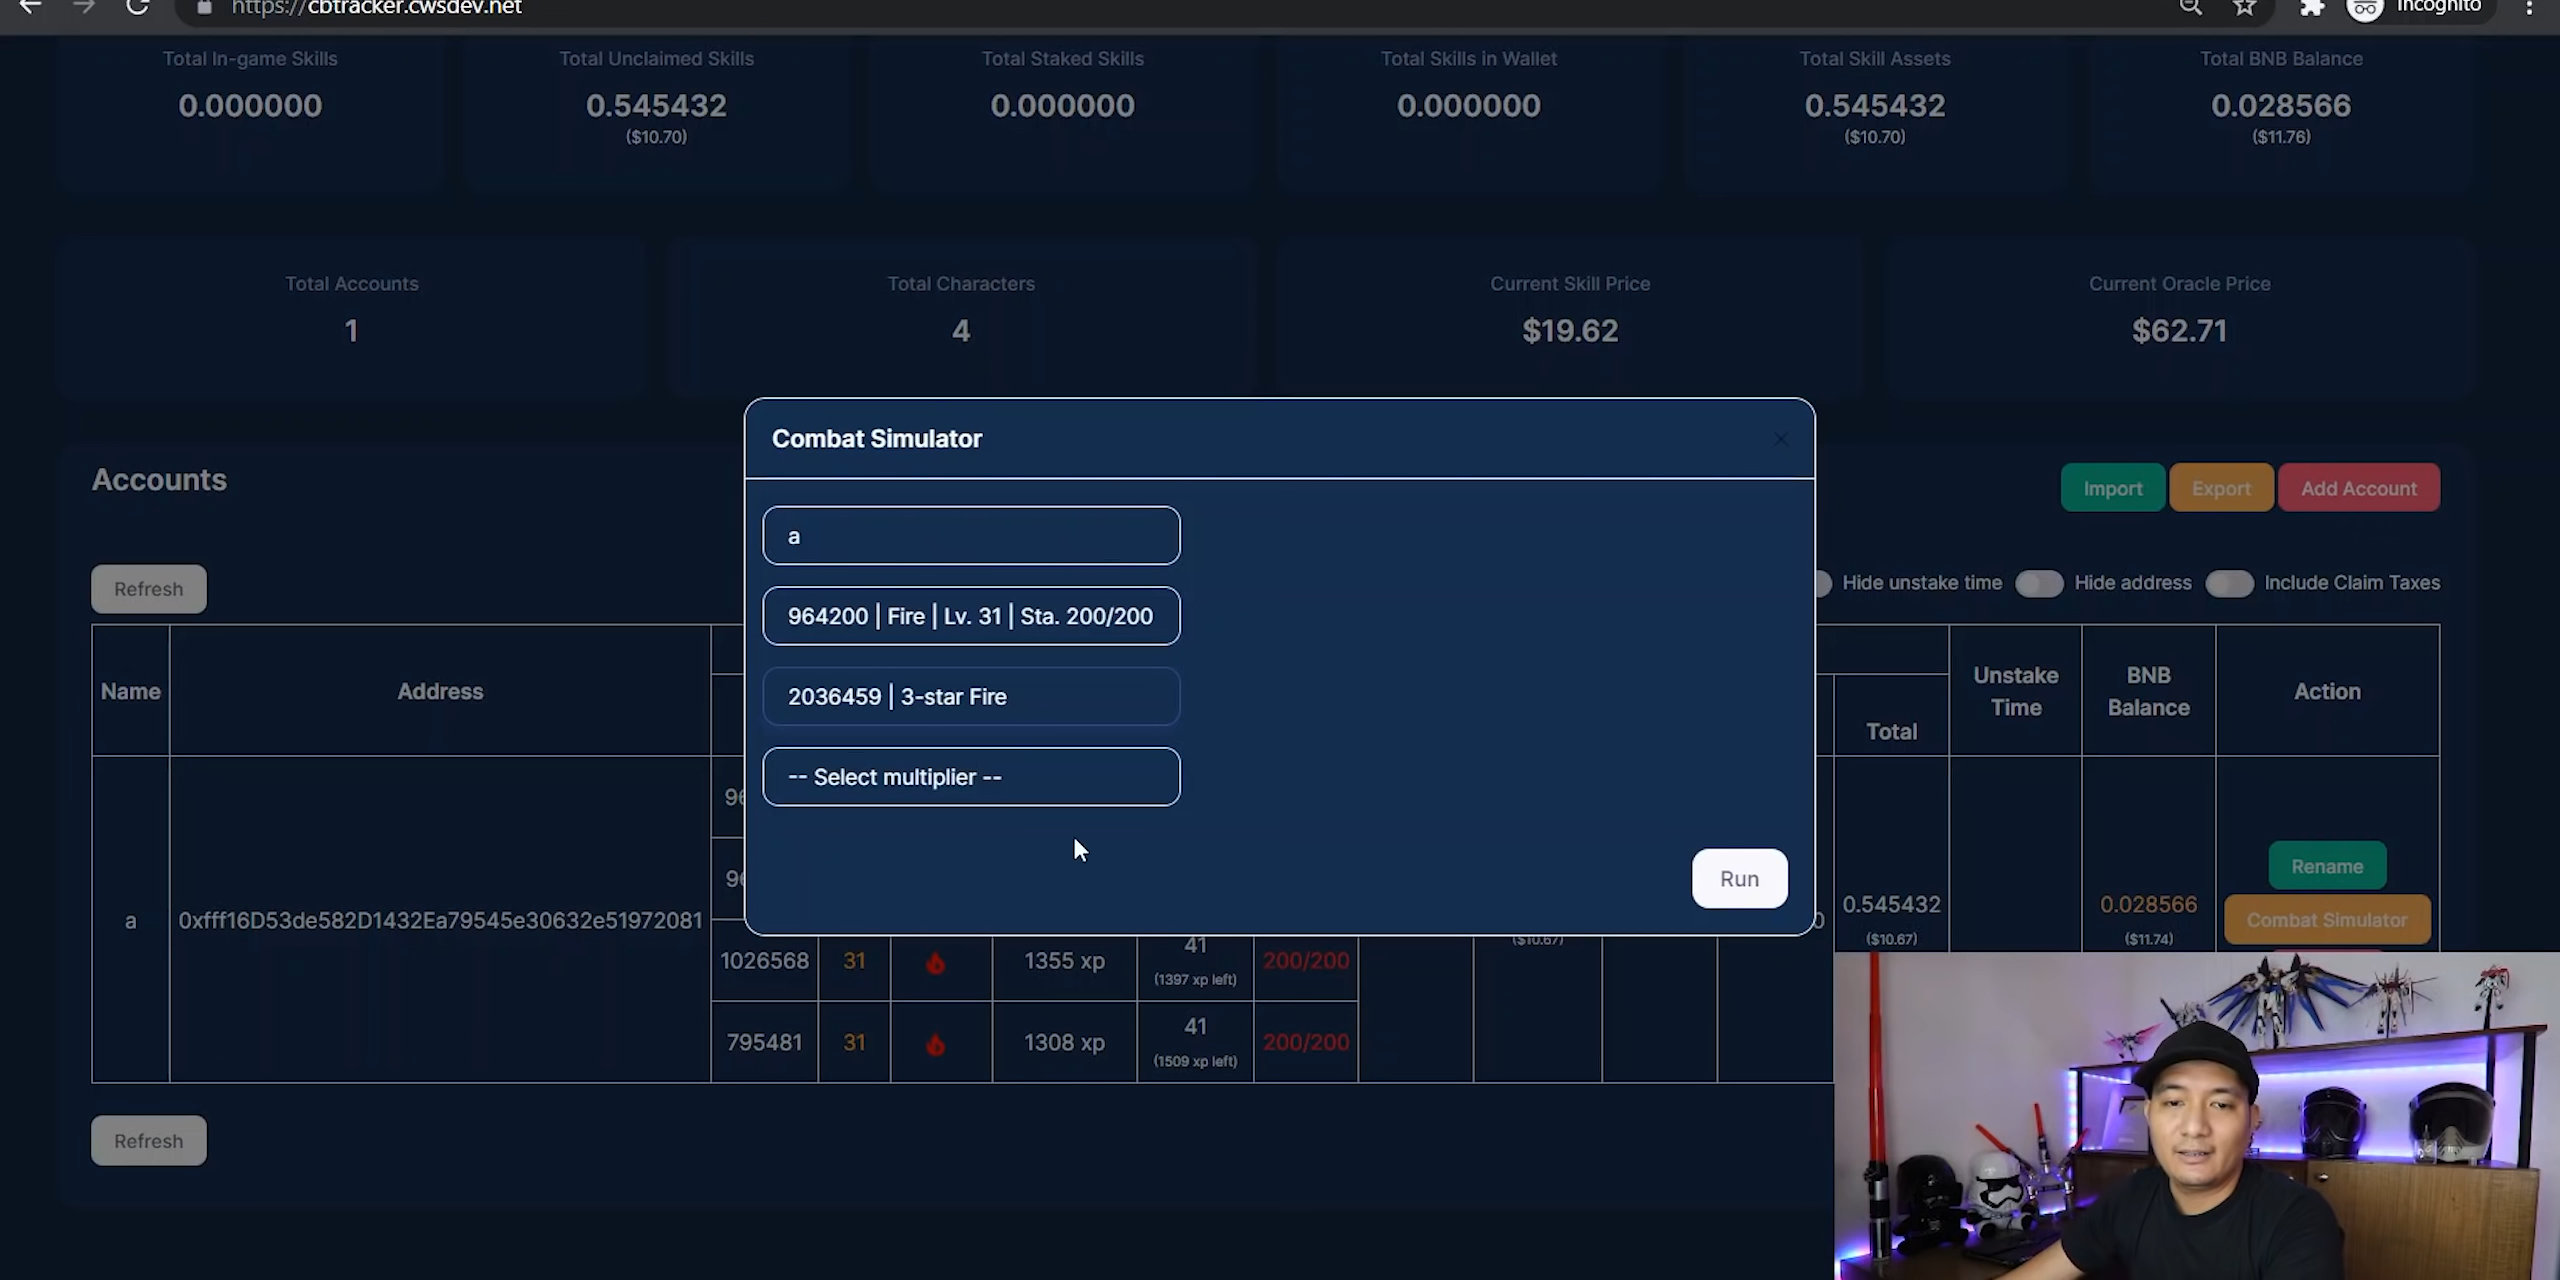 https://cbtracker.cwsdev.net
Incognito
Total In-game Skills
0.000000
Total Unclaimed Skills
0.545432
($10.70)
Total Staked Skills
0.000000
Total Skills in Wallet
0.000000
Total Skill Assets
0.545432
($10.70)
Total BNB Balance
0.028566
($11.76)
Total Accounts
1
Total Characters
4
Current Skill Price
$19.62
Current Oracle Price
$62.71
Combat Simulator
a
964200 | Fire | Lv. 31 | Sta. 200/200
2036459 | 3-star Fire
-- Select multiplier --
Run
Accounts
Import
Export
Add Account
Refresh
Hide unstake time
Hide address
Include Claim Taxes
Name
Address
Total
Unstake Time
BNB Balance
Action
a
0xfff16D53de582D1432Ea79545e30632e51972081
96
96
1026568
31
1355 xp
41
(1397 xp left)
200/200
795481
31
1308 xp
41
(1509 xp left)
200/200
($10.67)
0
0.545432
($10.67)
0.028566
($11.74)
Rename
Combat Simulator
Refresh